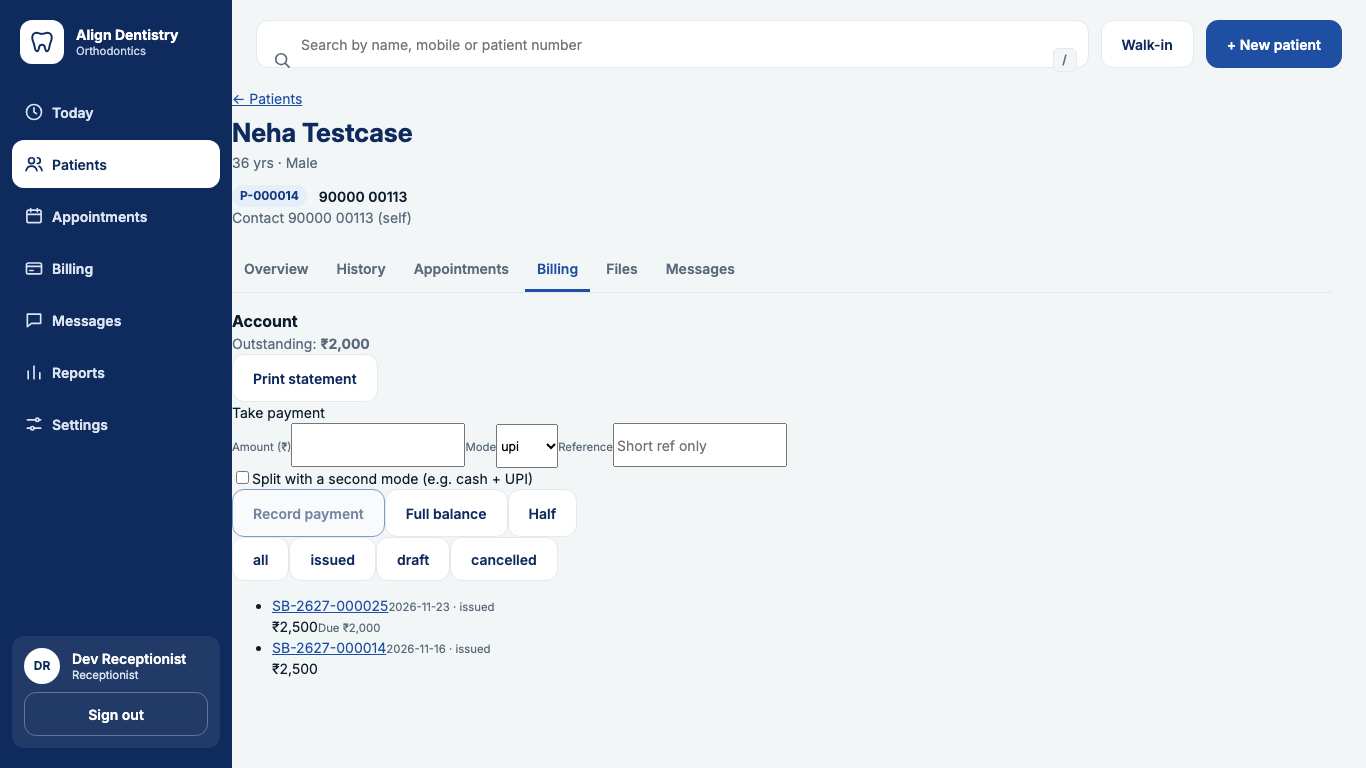 Align Dentistry
Orthodontics
Search by name, mobile or patient number
/
Walk-in
+ New patient
Today
Patients
Appointments
Billing
Messages
Reports
Settings
← Patients
Neha Testcase
36 yrs · Male
P-000014 90000 00113
Contact 90000 00113 (self)
Overview History Appointments Billing Files Messages
Account
Outstanding: ₹2,000
Print statement
Take payment
Amount (₹) Mode upi Reference Short ref only
Split with a second mode (e.g. cash + UPI)
Record payment Full balance Half
all issued draft cancelled
SB-2627-000025 2026-11-23 · issued
₹2,500 Due ₹2,000
SB-2627-000014 2026-11-16 · issued
₹2,500
DR Dev Receptionist
Receptionist
Sign out